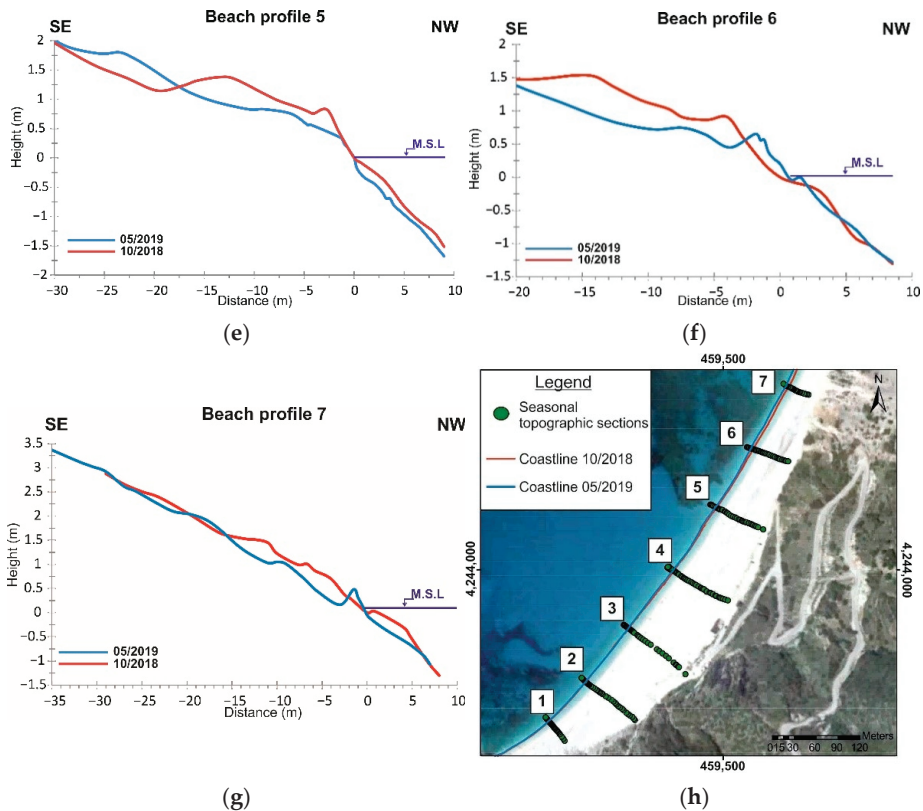 Beach profile 5
SE
NW
2
1.5
1
0.5
0
−0.5
−1
−1.5
2
Height (m)
M.S.L
05/2019
10/2018
−30
−25
−20
−15
−10
−5
0
5
10
Distance (m)
(e)
Beach profile 6
SE
NW
2
1.5
1
0.5
0
−0.5
−1
−1.5
Height (m)
M.S.L
05/2019
10/2018
−20
−15
−10
−5
0
5
10
Distance (m)
(f)
Beach profile 7
SE
NW
3.5
3
2.5
2
1.5
1
0.5
0
−0.5
−1
−1.5
Height (m)
M.S.L
05/2019
10/2018
−35
−30
−25
−20
−15
−10
−5
0
5
10
Distance (m)
(g)
459,500
Legend
Seasonal
topographic sections
Coastline 10/2018
Coastline 05/2019
N
7
6
5
4
3
2
1
4,244,000
4,244,000
Meters
015 30 60 90 120
459,500
(h)